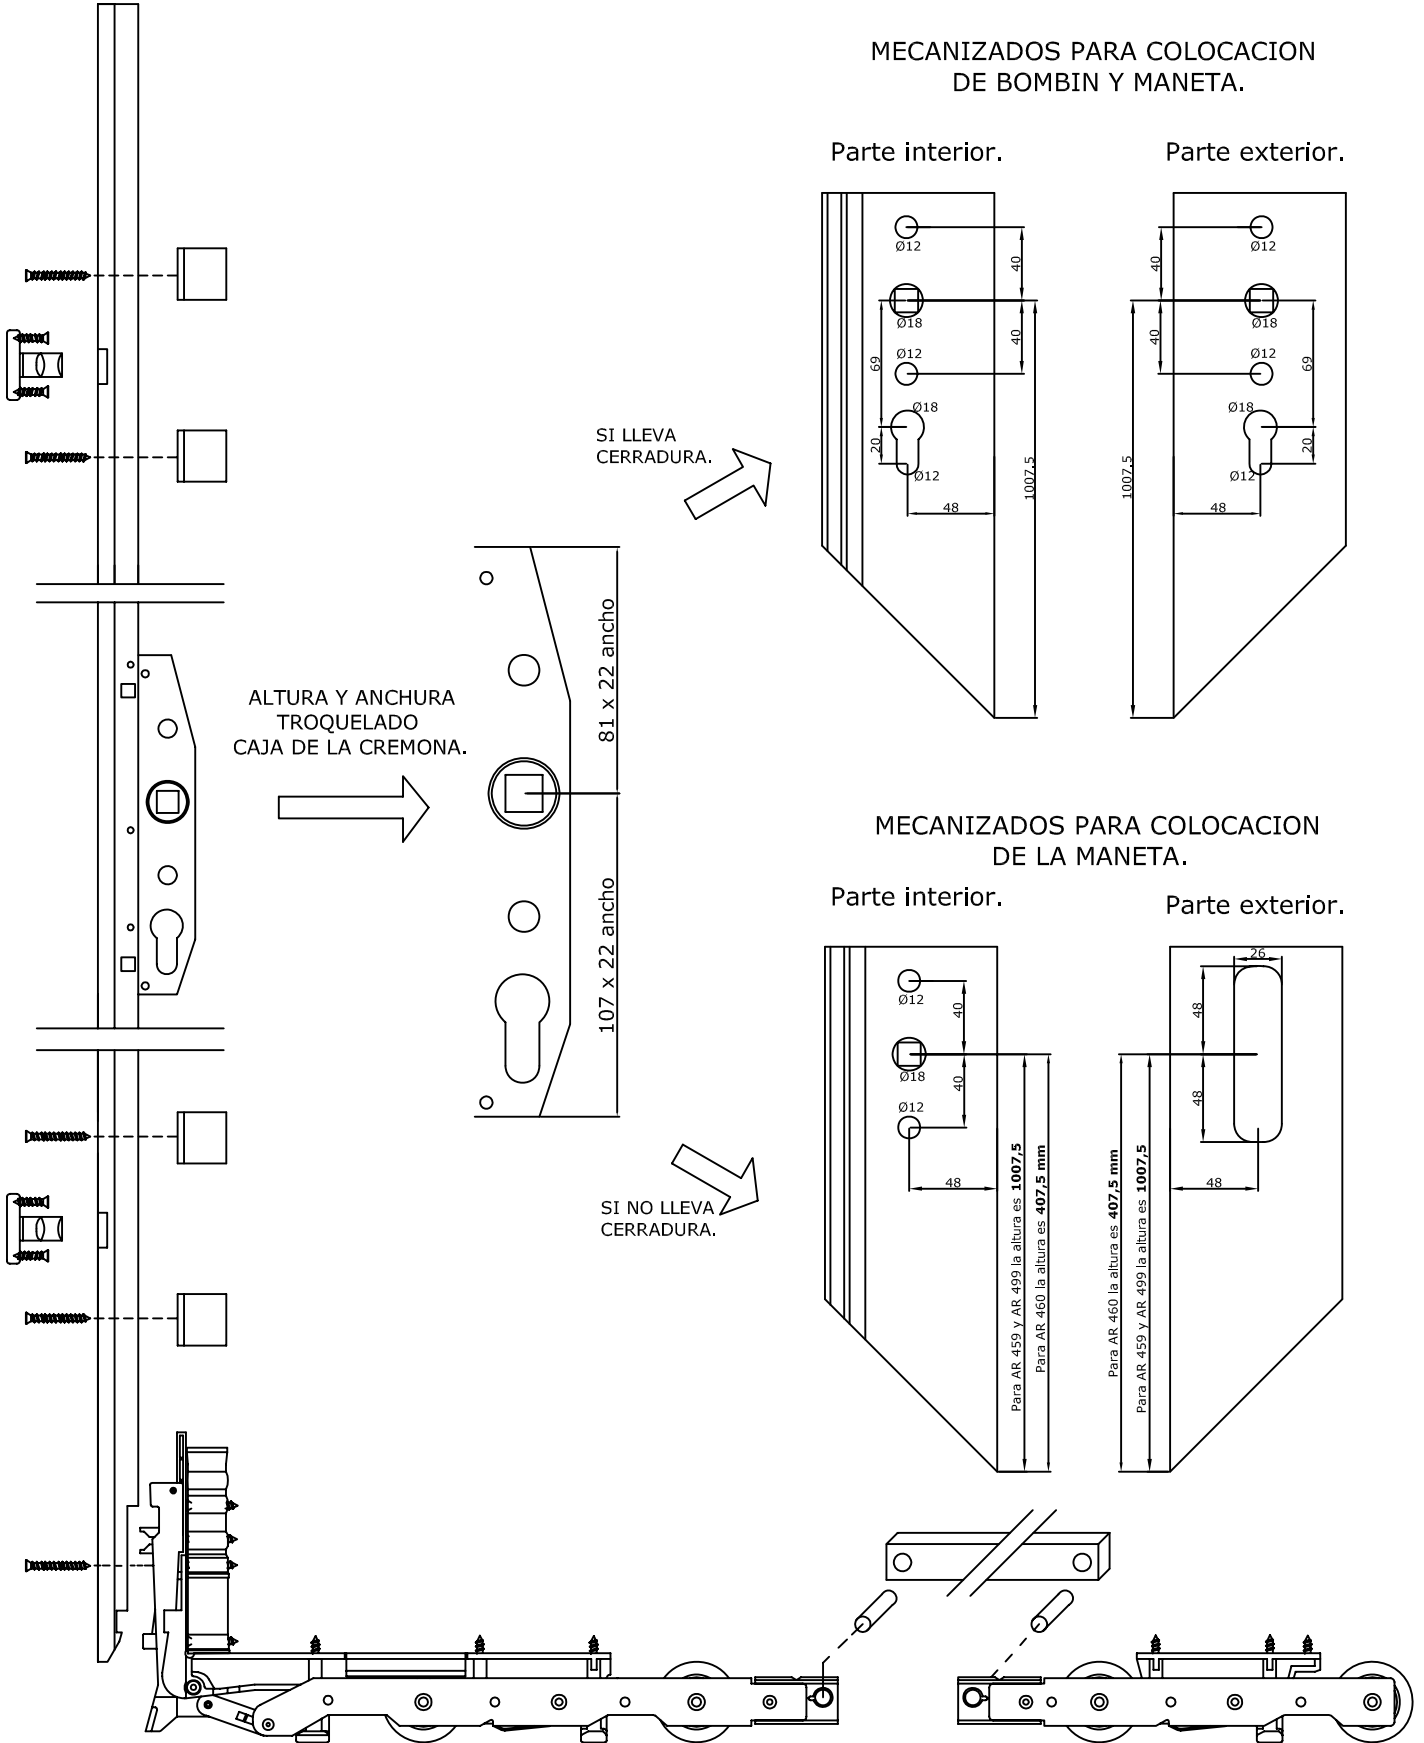 MECANIZADOS PARA COLOCACION
DE BOMBIN Y MANETA.
Parte interior.
Parte exterior.
Ø12
40
Ø18
40
Ø12
69
Ø18
20
Ø12
48
1007.5
Ø12
40
Ø18
40
Ø12
69
Ø18
20
Ø12
48
1007.5
SI LLEVA
CERRADURA.
ALTURA Y ANCHURA
TROQUELADO
CAJA DE LA CREMONA.
81 x 22 ancho
107 x 22 ancho
SI NO LLEVA
CERRADURA.
MECANIZADOS PARA COLOCACION
DE LA MANETA.
Parte interior.
Parte exterior.
Ø12
40
Ø18
40
Ø12
48
Para AR 459 y AR 499 la altura es 1007,5
Para AR 460 la altura es 407,5 mm
26
48
48
48
Para AR 460 la altura es 407,5 mm
Para AR 459 y AR 499 la altura es 1007,5